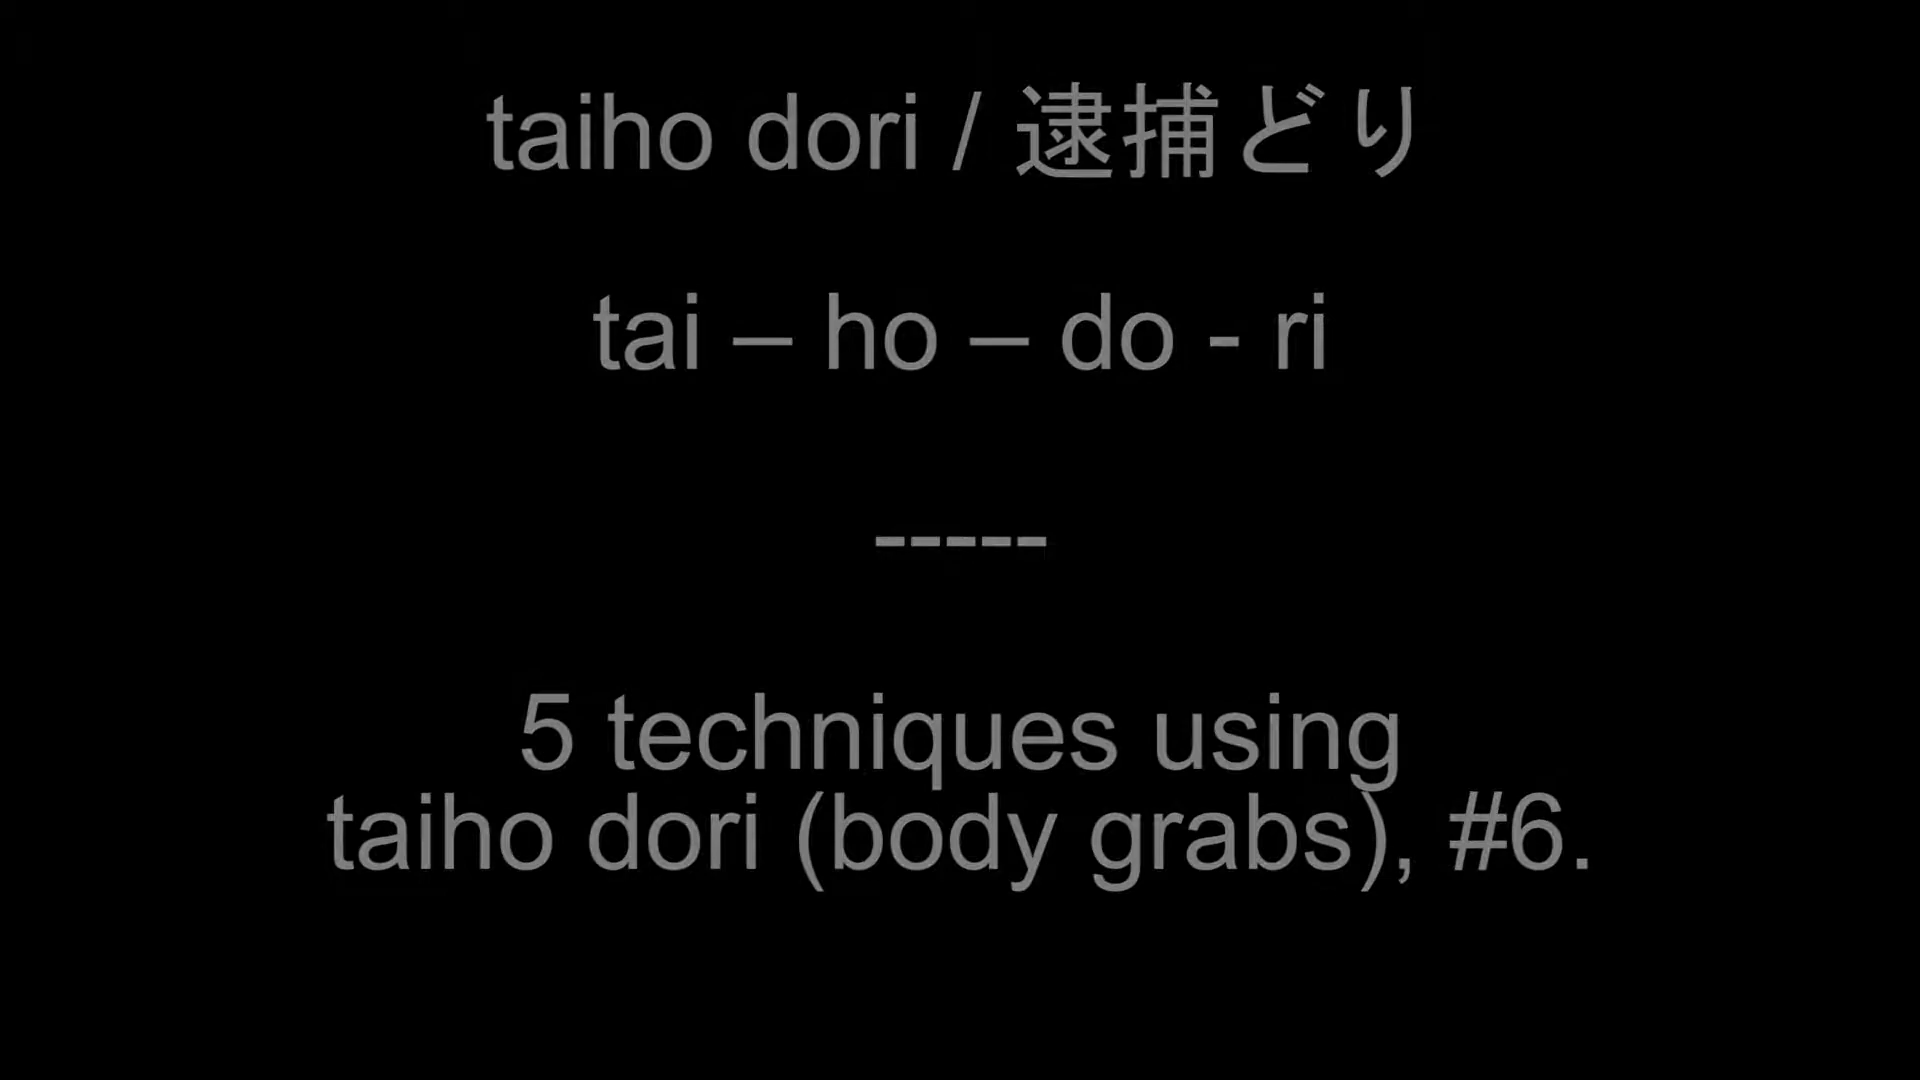 taiho dori / 逮捕どり
tai – ho – do - ri
-----
5 techniques using
taiho dori (body grabs), #6.